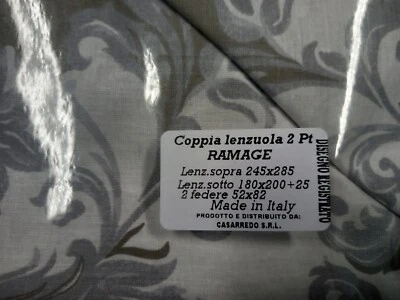 Coppia lenzuola 2 Pt
RAMAGE
Lenz.sopra 245x285
Lenz.sotto 180x200+25
2 federe 52x82
Made in Italy
PRODOTTO E DISTRIBUITO DA:
CASARREDO S.R.L.
DISEGNO REGISTRATO